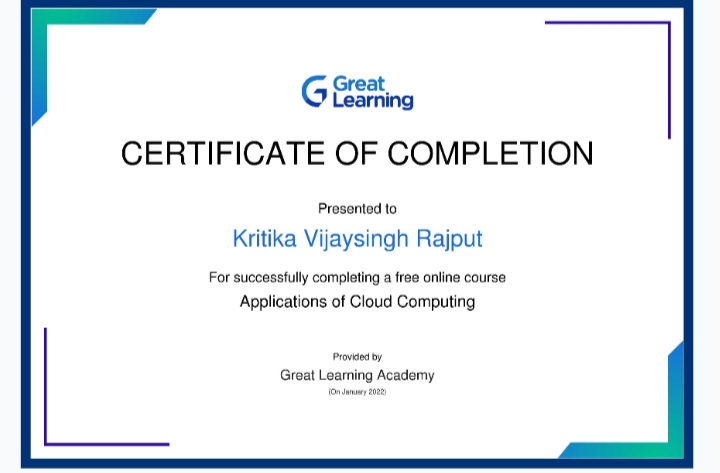 Great
Learning
CERTIFICATE OF COMPLETION
Presented to
Kritika Vijaysingh Rajput
For successfully completing a free online course
Applications of Cloud Computing
Provided by
Great Learning Academy
(On January 2022)